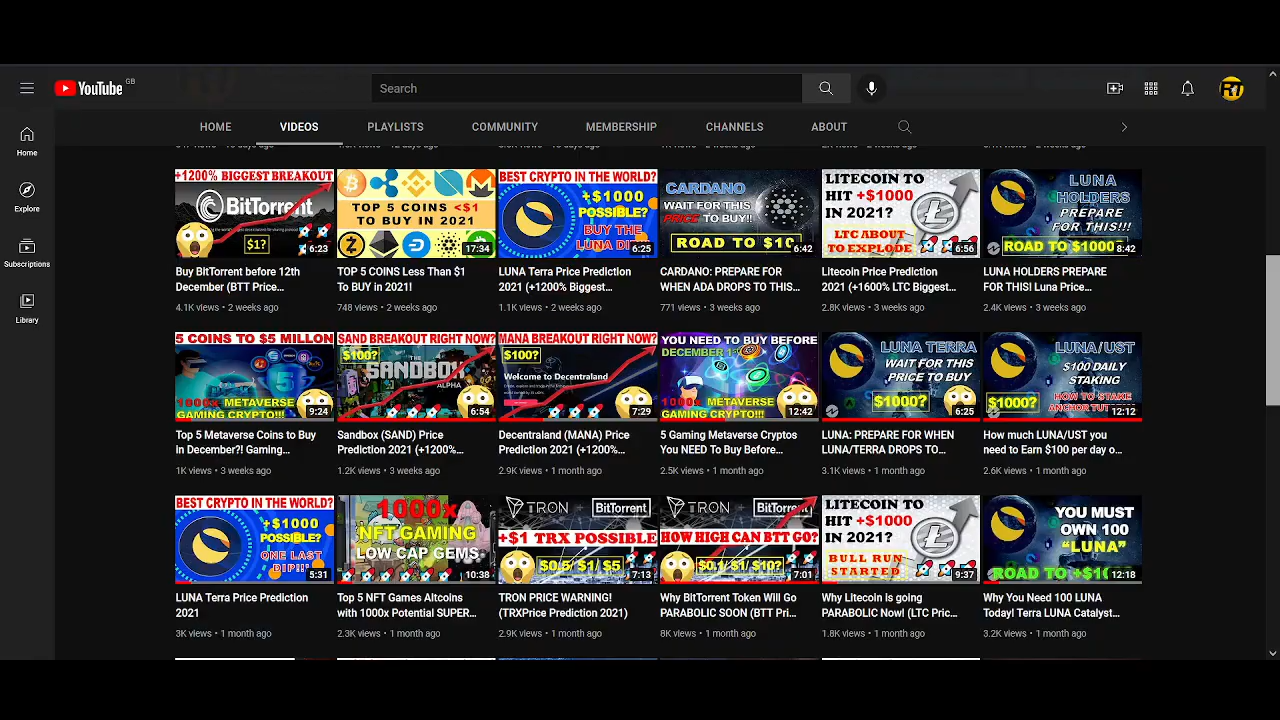 YouTube GB
Search
HOME VIDEOS PLAYLISTS COMMUNITY MEMBERSHIP CHANNELS ABOUT
Home
Explore
Subscriptions
Library
+1200% BIGGEST BREAKOUT
BitTorrent
$1?
6:23
Buy BitTorrent before 12th
December (BTT Price...
4.1K views • 2 weeks ago
TOP 5 COINS <$1
TO BUY IN 2021
17:34
TOP 5 COINS Less Than $1
To BUY in 2021!
748 views • 2 weeks ago
BEST CRYPTO IN THE WORLD?
+$1000
POSSIBLE?
BUY THE
LUNA DI
6:25
LUNA Terra Price Prediction
2021 (+1200% Biggest...
1.1K views • 2 weeks ago
CARDANO
WAIT FOR THIS
PRICE TO BUY!!
ROAD TO $10
6:42
CARDANO: PREPARE FOR
WHEN ADA DROPS TO THIS...
771 views • 3 weeks ago
LITECOIN TO
HIT +$1000
IN 2021?
LTC ABOUT
TO EXPLODE
6:56
Litecoin Price Prediction
2021 (+1600% LTC Biggest...
2.8K views • 3 weeks ago
LUNA
HOLDERS
PREPARE
FOR THIS!!
ROAD TO $1000
8:42
LUNA HOLDERS PREPARE
FOR THIS! Luna Price...
2.4K views • 3 weeks ago
5 COINS TO $5 MILLON
1000x METAVERSE
GAMING CRYPTO!!!
9:24
Top 5 Metaverse Coins to Buy
in December?! Gaming...
1K views • 3 weeks ago
SAND BREAKOUT RIGHT NOW?
$100?
SANDBOX
ALPHA
6:54
Sandbox (SAND) Price
Prediction 2021 (+1200%...
1.2K views • 3 weeks ago
MANA BREAKOUT RIGHT NOW?
$100?
Welcome to Decentraland
7:29
Decentraland (MANA) Price
Prediction 2021 (+1200%...
2.9K views • 1 month ago
YOU NEED TO BUY BEFORE
DECEMBER 1
1000x METAVERSE
GAMING CRYPTO!!!
12:42
5 Gaming Metaverse Cryptos
You NEED To Buy Before...
2.5K views • 1 month ago
LUNA TERRA
WAIT FOR THIS
PRICE TO BUY
$1000?
6:25
LUNA: PREPARE FOR WHEN
LUNA/TERRA DROPS TO...
3.1K views • 1 month ago
LUNA/UST
$100 DAILY
STAKING
HOW TO STAKE
$1000?
ANCHOR TUT
12:12
How much LUNA/UST you
need to Earn $100 per day o...
2.6K views • 1 month ago
BEST CRYPTO IN THE WORLD?
+$1000
POSSIBLE?
ONE LAST
DIP!!
5:31
LUNA Terra Price Prediction
2021
3K views • 1 month ago
1000x
NFT GAMING
LOW CAP GEMS
10:38
Top 5 NFT Games Altcoins
with 1000x Potential SUPER...
2.3K views • 1 month ago
TRON BitTorrent
+$1 TRX POSSIBLE
$0.5/ $1/ $5
7:13
TRON PRICE WARNING!
(TRXPrice Prediction 2021)
2.9K views • 1 month ago
TRON BitTorrent
HOW HIGH CAN BTT GO?
$0.1/ $1/ $10?
7:01
Why BitTorrent Token Will Go
PARABOLIC SOON (BTT Pri...
8K views • 1 month ago
LITECOIN TO
HIT +$1000
IN 2021?
BULL RUN
STARTED
9:37
Why Litecoin is going
PARABOLIC Now! (LTC Pric...
1.8K views • 1 month ago
YOU MUST
OWN 100
"LUNA"
ROAD TO +$1
12:18
Why You Need 100 LUNA
Today! Terra LUNA Catalyst...
3.2K views • 1 month ago